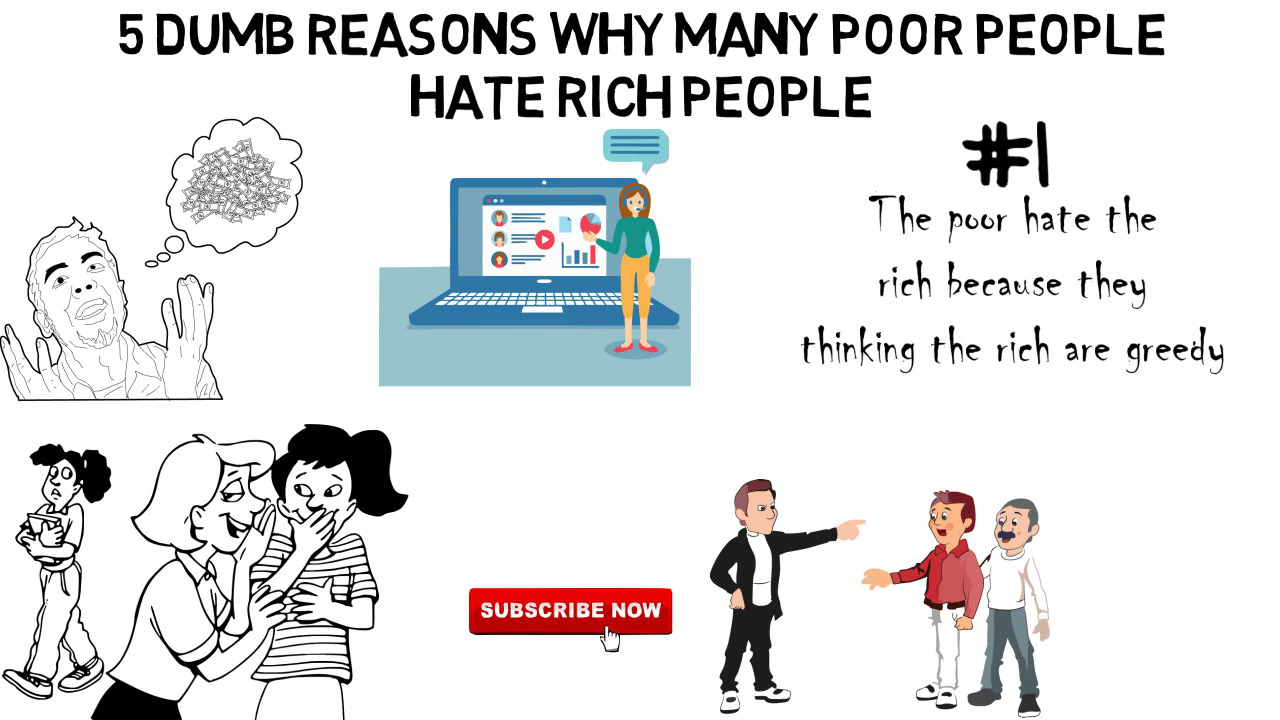 5 DUMB REASONS WHY MANY POOR PEOPLE
HATE RICH PEOPLE
#1
The poor hate the
rich because they
thinking the rich are greedy
SUBSCRIBE NOW